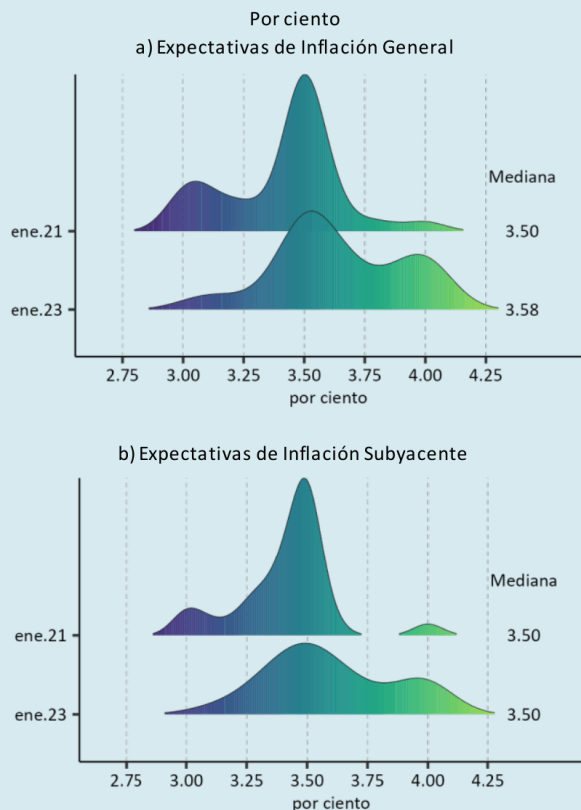 Por ciento
a) Expectativas de Inflación General
Mediana
ene.21 3.50
ene.23 3.58
2.75 3.00 3.25 3.50 3.75 4.00 4.25
por ciento
b) Expectativas de Inflación Subyacente
Mediana
ene.21 3.50
ene.23 3.50
2.75 3.00 3.25 3.50 3.75 4.00 4.25
por ciento